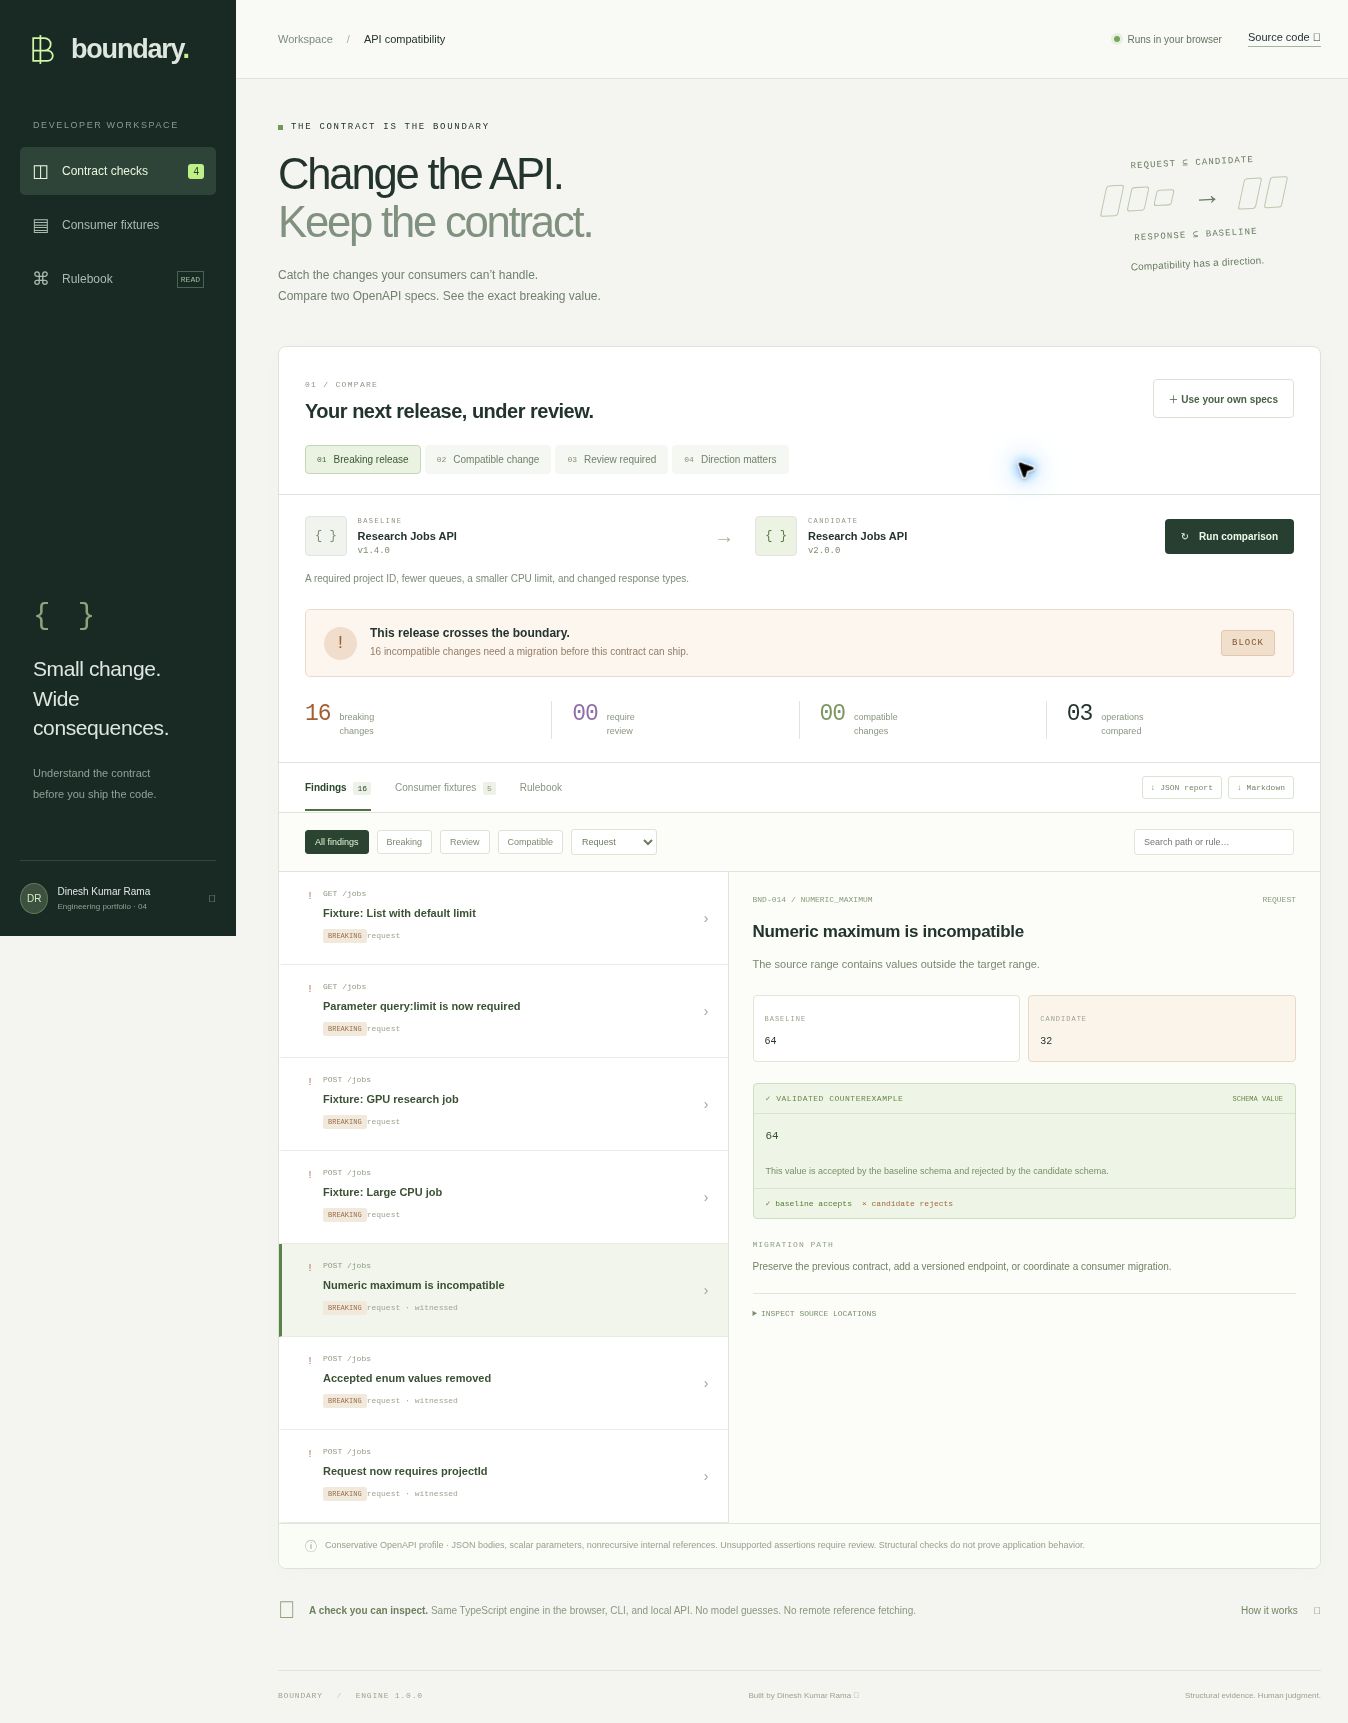 boundary.
DEVELOPER WORKSPACE
Contract checks 4
Consumer fixtures
Rulebook READ
{ }
Small change.
Wide
consequences.
Understand the contract
before you ship the code.
DR Dinesh Kumar Rama
Engineering portfolio · 04
Workspace / API compatibility
Runs in your browser Source code
THE CONTRACT IS THE BOUNDARY
Change the API.
Keep the contract.
Catch the changes your consumers can't handle.
Compare two OpenAPI specs. See the exact breaking value.
REQUEST ⊆ CANDIDATE
→
RESPONSE ⊆ BASELINE
Compatibility has a direction.
01 / COMPARE
Your next release, under review.
+ Use your own specs
01 Breaking release
02 Compatible change
03 Review required
04 Direction matters
{ } BASELINE
Research Jobs API
v1.4.0
→
{ } CANDIDATE
Research Jobs API
v2.0.0
↻ Run comparison
A required project ID, fewer queues, a smaller CPU limit, and changed response types.
! This release crosses the boundary.
16 incompatible changes need a migration before this contract can ship.
BLOCK
16 breaking
changes
00 require
review
00 compatible
changes
03 operations
compared
Findings 16 Consumer fixtures 5 Rulebook
↓ JSON report ↓ Markdown
All findings Breaking Review Compatible Request
Search path or rule…
! GET /jobs
Fixture: List with default limit ›
BREAKING request
! GET /jobs
Parameter query:limit is now required ›
BREAKING request
! POST /jobs
Fixture: GPU research job ›
BREAKING request
! POST /jobs
Fixture: Large CPU job ›
BREAKING request
! POST /jobs
Numeric maximum is incompatible ›
BREAKING request · witnessed
! POST /jobs
Accepted enum values removed ›
BREAKING request · witnessed
! POST /jobs
Request now requires projectId ›
BREAKING request · witnessed
BND-014 / NUMERIC_MAXIMUM REQUEST
Numeric maximum is incompatible
The source range contains values outside the target range.
BASELINE
64
CANDIDATE
32
✓ VALIDATED COUNTEREXAMPLE SCHEMA VALUE
64
This value is accepted by the baseline schema and rejected by the candidate schema.
✓ baseline accepts × candidate rejects
MIGRATION PATH
Preserve the previous contract, add a versioned endpoint, or coordinate a consumer migration.
▶ INSPECT SOURCE LOCATIONS
ⓘ Conservative OpenAPI profile · JSON bodies, scalar parameters, nonrecursive internal references. Unsupported assertions require review. Structural checks do not prove application behavior.
A check you can inspect. Same TypeScript engine in the browser, CLI, and local API. No model guesses. No remote reference fetching.
How it works
BOUNDARY / ENGINE 1.0.0
Built by Dinesh Kumar Rama
Structural evidence. Human judgment.